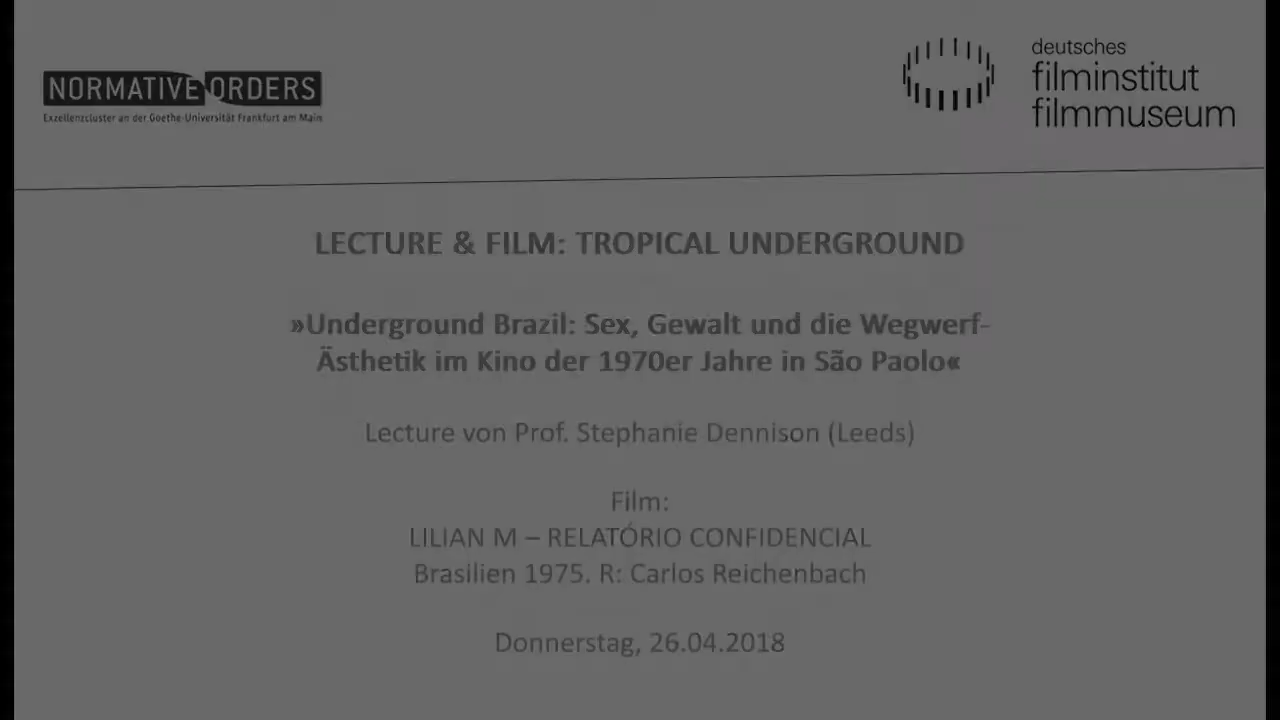 NORMATIVE ORDERS
Exzellenzcluster an der Goethe-Universität Frankfurt am Main
deutsches
filminstitut
filmmuseum
LECTURE & FILM: TROPICAL UNDERGROUND
»Underground Brazil: Sex, Gewalt und die Wegwerf-
Ästhetik im Kino der 1970er Jahre in São Paolo«
Lecture von Prof. Stephanie Dennison (Leeds)
Film:
LILIAN M – RELATÓRIO CONFIDENCIAL
Brasilien 1975. R: Carlos Reichenbach
Donnerstag, 26.04.2018